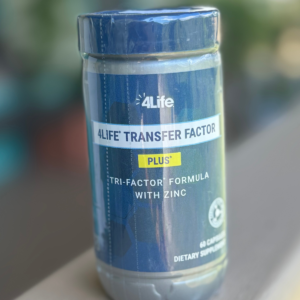 4Life
4LIFE® TRANSFER FACTOR
PLUS®
TRI-FACTOR® FORMULA
WITH ZINC
60 CAPSULES
DIETARY SUPPLEMENT